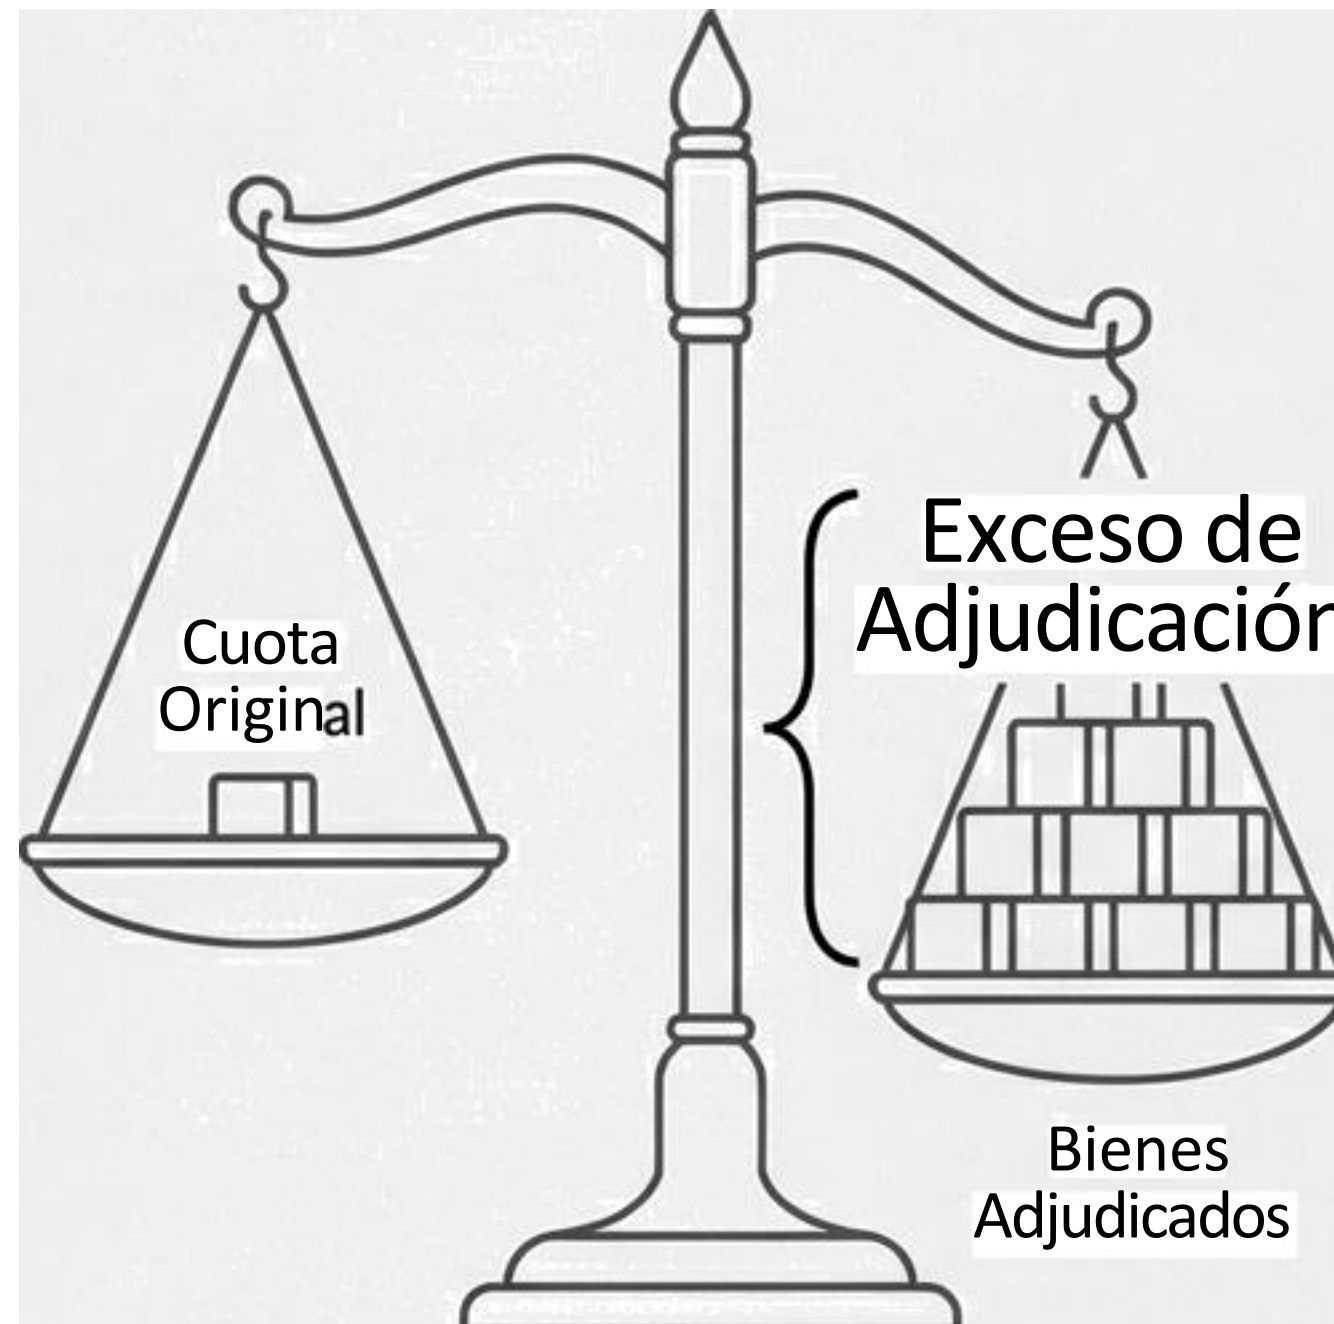 Exceso de
Adjudicación
Cuota
Original
Bienes
Adjudicados